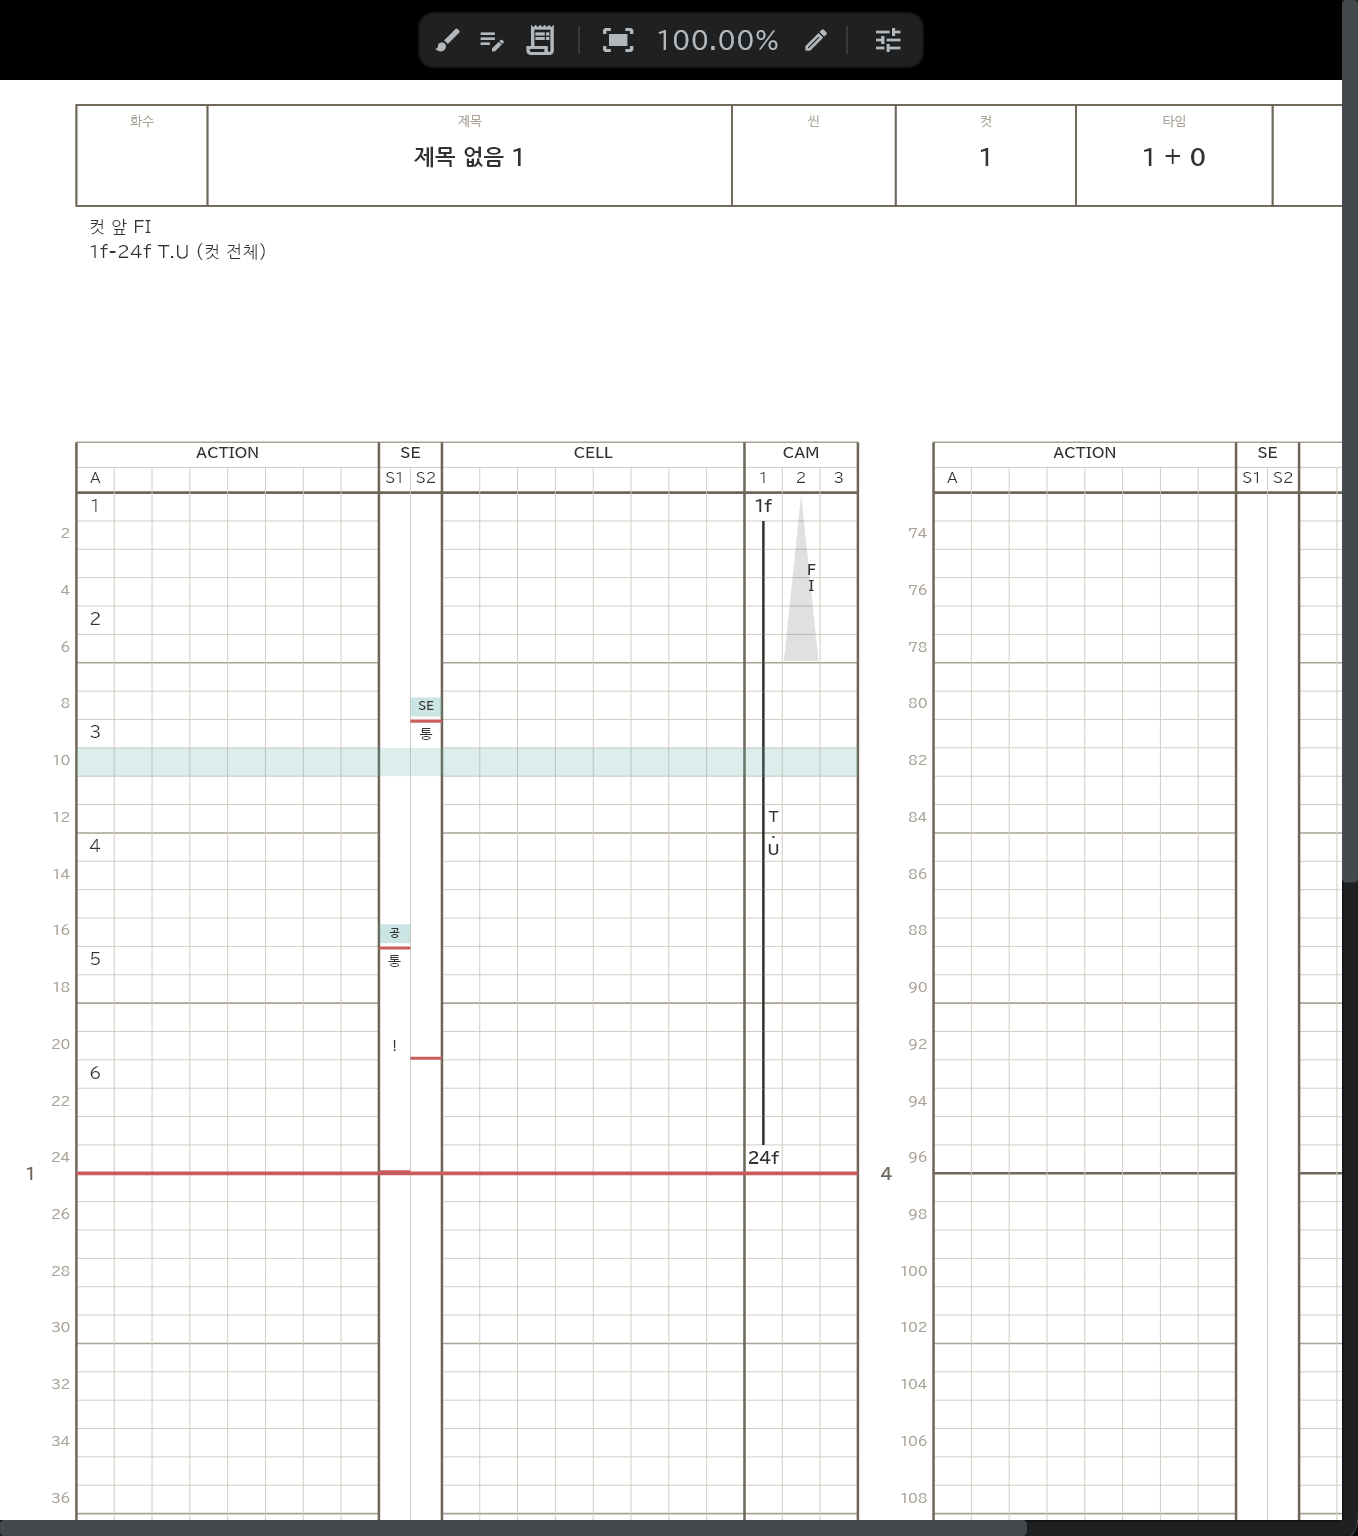 100.00%
화수 제목 씬 컷 타임
제목 없음 1 1 1 + 0
컷 앞 FI
1f-24f T.U (컷 전체)
ACTION SE CELL CAM ACTION SE
A S1 S2 1 2 3 A S1 S2
1 1f
2 74
F
4 76
I
2
6 78
8 SE 80
3 통
10 82
12 T 84
.
4 U
14 86
16 공 88
5 통
18 90
20 ! 92
6
22 94
24 24f 96
1 4
26 98
28 100
30 102
32 104
34 106
36 108